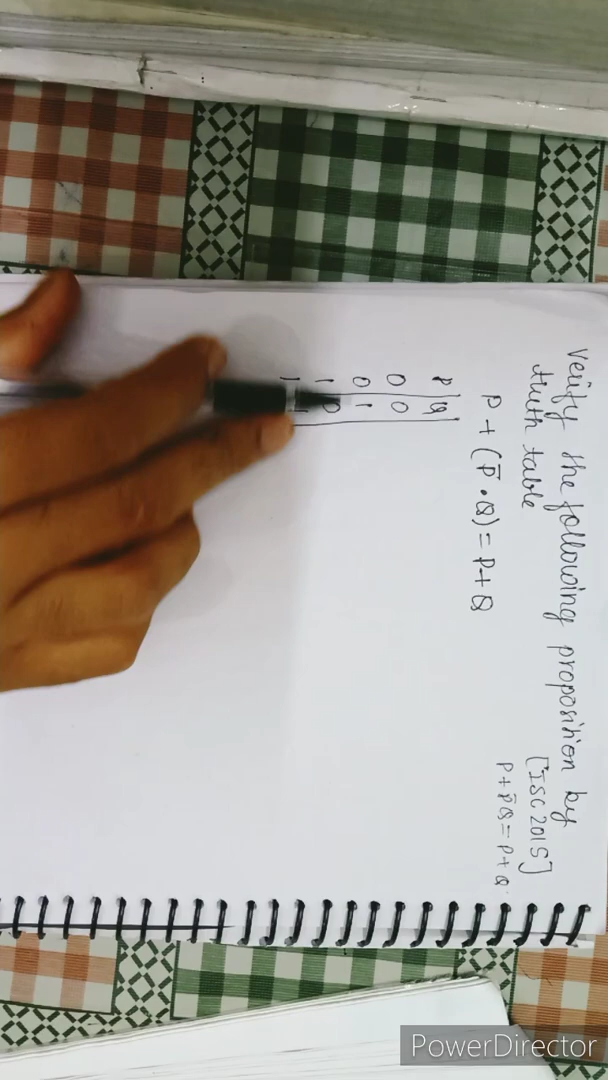 Verify the following proposition by
truth table [ISC 2015]
P + (P̅ • Q) = P + Q P + P̅Q = P + Q
P Q
0 0
0 1
1 0
1 1
PowerDirector